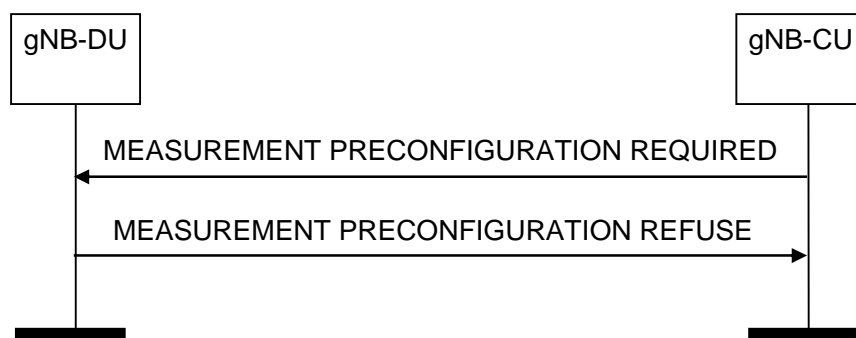 gNB-DU
gNB-CU
MEASUREMENT PRECONFIGURATION REQUIRED
MEASUREMENT PRECONFIGURATION REFUSE